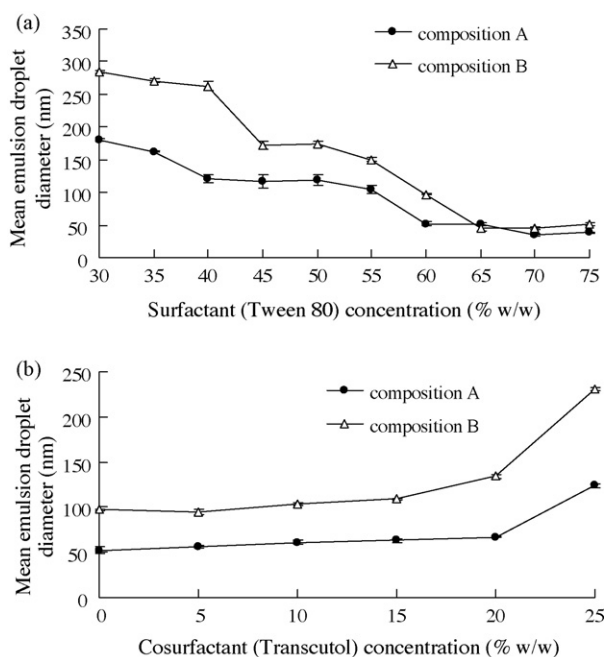 (a)
350
300
250
200
150
100
50
0
composition A
composition B
Mean emulsion droplet
diameter (nm)
30 35 40 45 50 55 60 65 70 75
Surfactant (Tween 80) concentration (% w/w)
(b)
250
200
150
100
50
0
composition A
composition B
Mean emulsion droplet
diameter (nm)
0 5 10 15 20 25
Cosurfactant (Transcutol) concentration (% w/w)